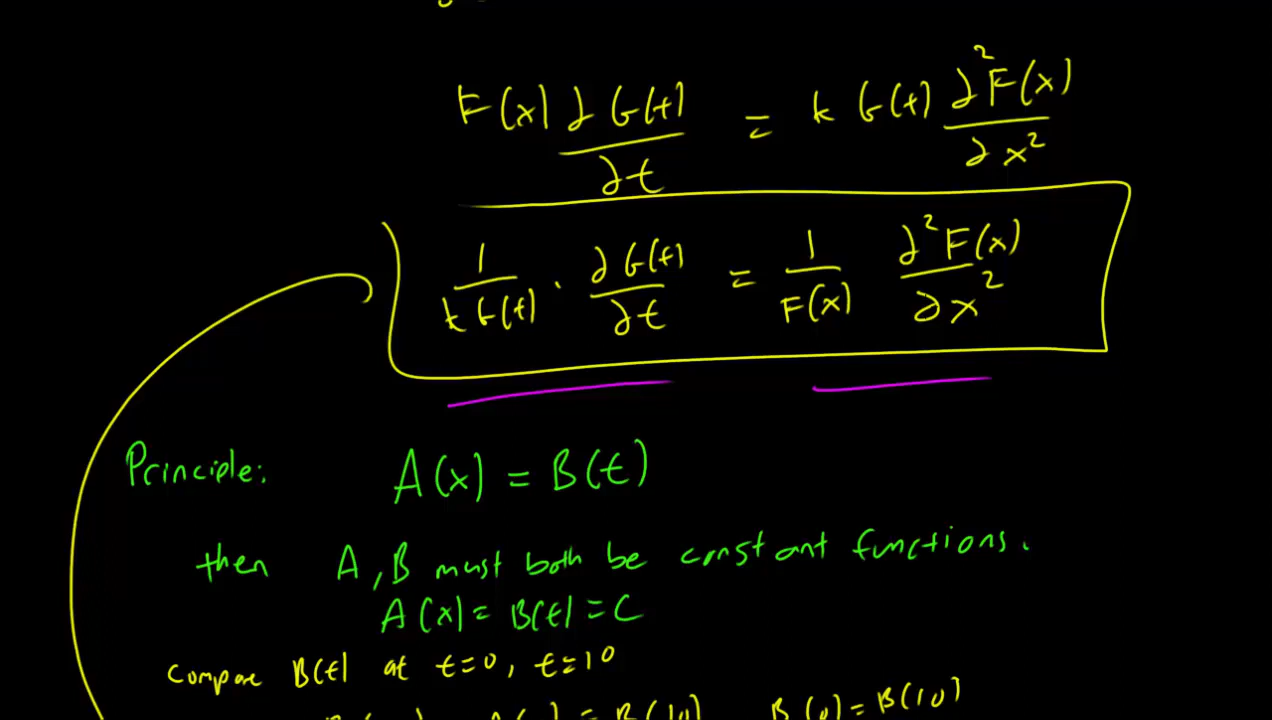 F(x) ∂G(t)/∂t = k G(t) ∂²F(x)/∂x²
1/(k G(t)) · ∂G(t)/∂t = 1/F(x) ∂²F(x)/∂x²
Principle: A(x) = B(t)
then A, B must both be constant functions.
A(x) = B(t) = C
Compare B(t) at t=0, t=10
= B(10) B(0) = B(10)